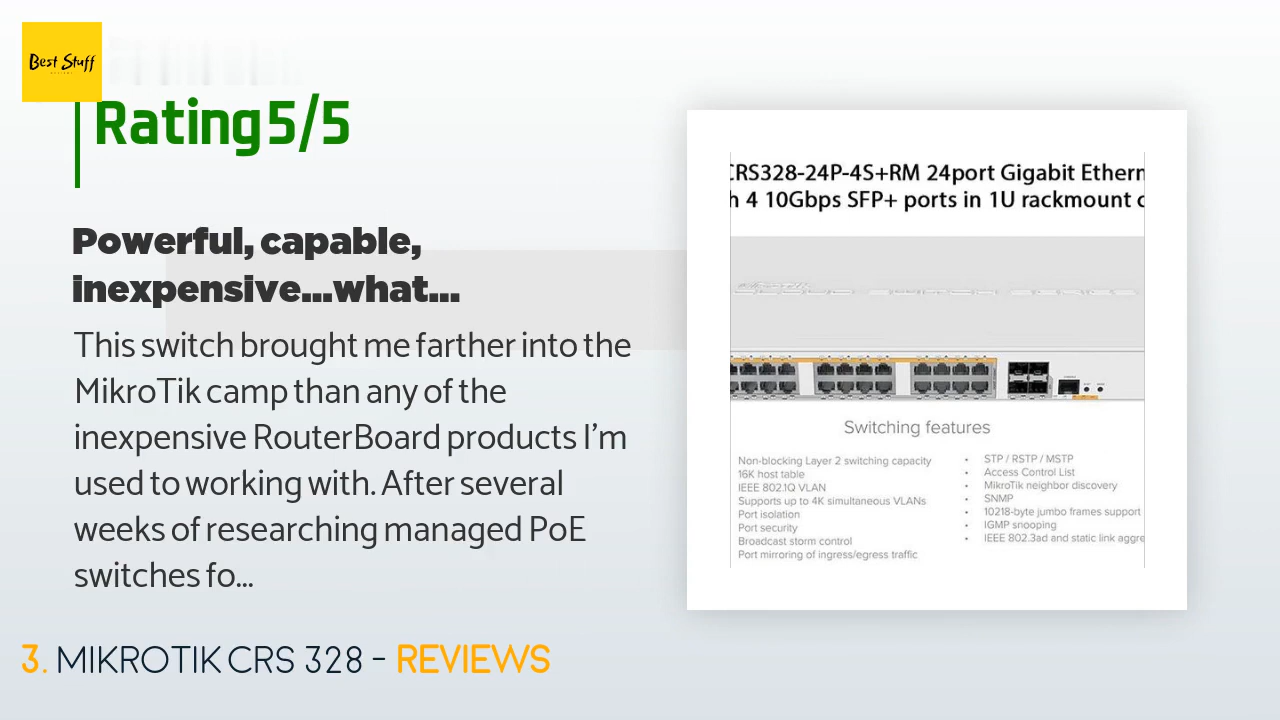 Best Stuff
Rating 5/5
Powerful, capable,
inexpensive...what...
This switch brought me farther into the
MikroTik camp than any of the
inexpensive RouterBoard products I'm
used to working with. After several
weeks of researching managed PoE
switches fo...
CRS328-24P-4S+RM 24port Gigabit Ethern
h 4 10Gbps SFP+ ports in 1U rackmount c
Switching features
Non-blocking Layer 2 switching capacity
16K host table
IEEE 802.1Q VLAN
Supports up to 4K simultaneous VLANs
Port isolation
Port security
Broadcast storm control
Port mirroring of ingress/egress traffic
• STP / RSTP / MSTP
• Access Control List
• MikroTik neighbor discovery
• SNMP
• 10218-byte jumbo frames support
• IGMP snooping
• IEEE 802.3ad and static link aggre
3. MIKROTIK CRS 328 - REVIEWS